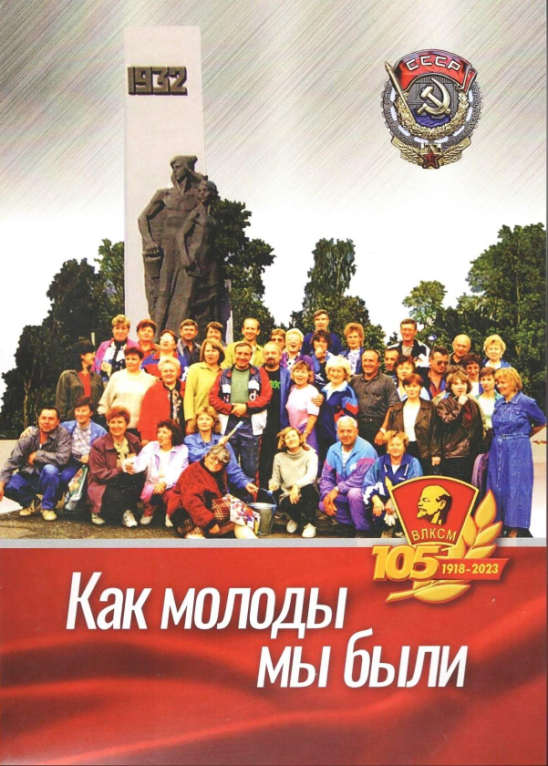 1932
СССР
ВЛКСМ
105 1918-2023
Как молоды
мы были